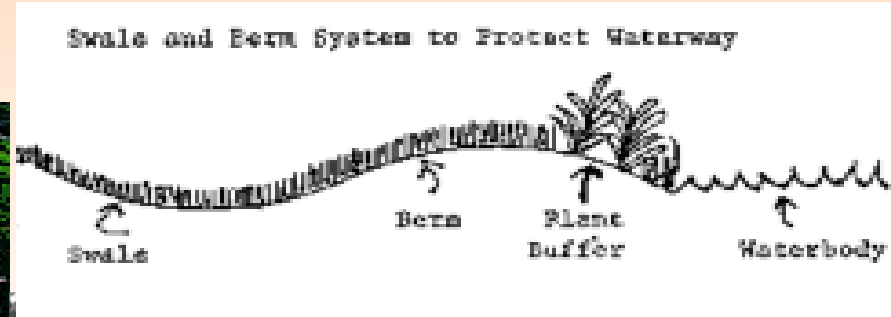 Swale and Berm System to Protect Waterway
Swale
Berm
Plant
Buffer
Waterbody